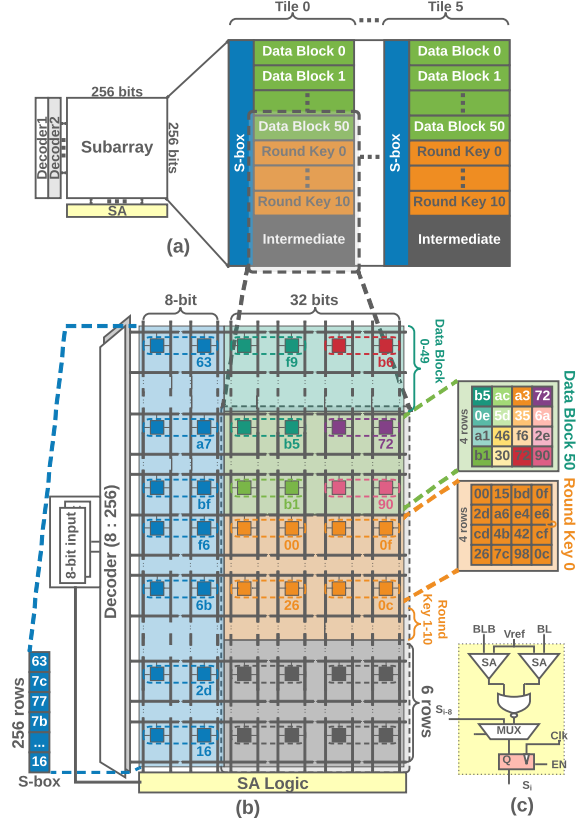 Tile 0
Tile 5
256 bits
Decoder1
Decoder2
Subarray
256 bits
SA
(a)
S-box
Data Block 0
Data Block 1
Data Block 50
Round Key 0
Round Key 10
Intermediate
S-box
Data Block 0
Data Block 1
Data Block 50
Round Key 0
Round Key 10
Intermediate
8-bit
32 bits
63 f9 b6
a7 b5 72
bf b1 90
f6 00 0f
6b 26 0c
2d
16
Data Block
0-49
Round
Key 1-10
6 rows
8-bit input
Decoder (8 : 256)
256 rows
63
7c
77
7b
...
16
S-box
SA Logic
(b)
4 rows
b5 ac a3 72
0e 5d 35 6a
a1 46 f6 2e
b1 30 90
Data Block 50
4 rows
00 15 bd 0f
2d a6 e4 e6
cd 4b 42 cf
26 7c 98 0c
Round Key 0
BLB Vref BL
SA SA
Si-8
MUX
Clk
Q
EN
Si
(c)